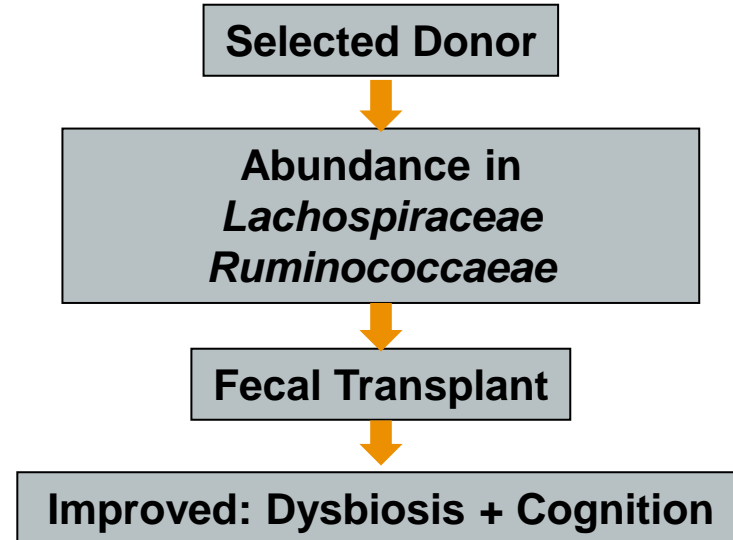 Selected Donor
Abundance in
Lachospiraceae
Ruminococcaeae
Fecal Transplant
Improved: Dysbiosis + Cognition